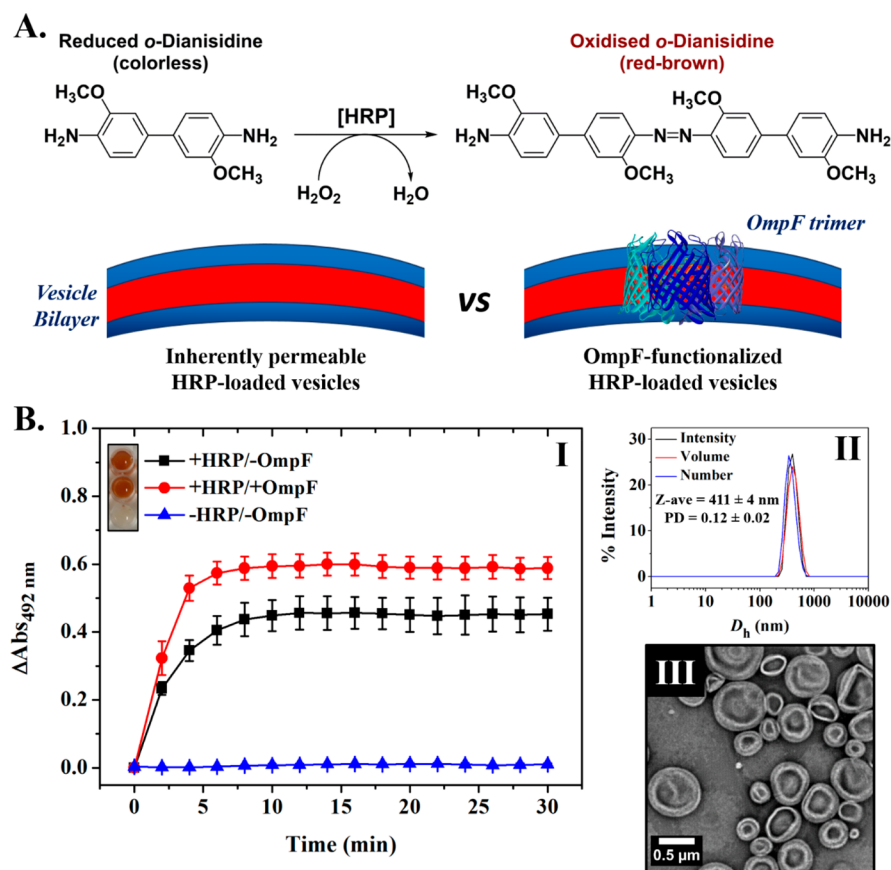 A.
Reduced o-Dianisidine
(colorless)
Oxidised o-Dianisidine
(red-brown)
H₃CO
H₂N
NH₂
OCH₃
[HRP]
H₂O₂
H₂O
H₃CO
H₂N
N=N
OCH₃
H₃CO
NH₂
OCH₃
OmpF trimer
Vesicle
Bilayer
vs
Inherently permeable
HRP-loaded vesicles
OmpF-functionalized
HRP-loaded vesicles
B.
I
+HRP/-OmpF
+HRP/+OmpF
-HRP/-OmpF
1.0
0.8
0.6
0.4
0.2
0.0
ΔAbs₄₉₂ nm
0 5 10 15 20 25 30
Time (min)
II
Intensity
Volume
Number
Z-ave = 411 ± 4 nm
PD = 0.12 ± 0.02
30
20
10
0
% Intensity
1 10 100 1000 10000
Dₕ (nm)
III
0.5 μm